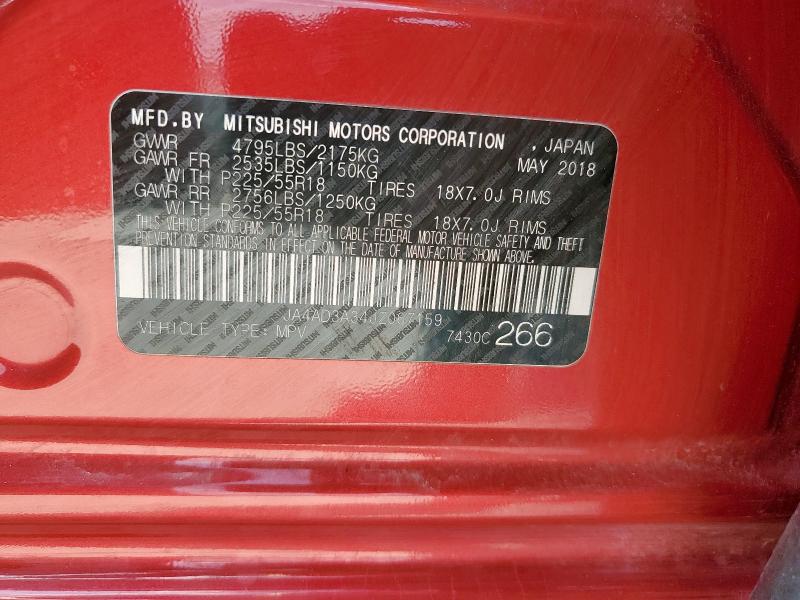 MFD.BY MITSUBISHI MOTORS CORPORATION , JAPAN
GVWR 4795LBS/2175KG MAY 2018
GAWR FR 2535LBS/1150KG
WITH P225/55R18 TIRES 18X7.0J RIMS
GAWR RR 2756LBS/1250KG
WITH P225/55R18 TIRES 18X7.0J RIMS
THIS VEHICLE CONFORMS TO ALL APPLICABLE FEDERAL MOTOR VEHICLE SAFETY AND THEFT
PREVENTION STANDARDS IN EFFECT ON THE DATE OF MANUFACTURE SHOWN ABOVE.
JA4AD3A34JZ067159
VEHICLE TYPE: MPV 7430C 266